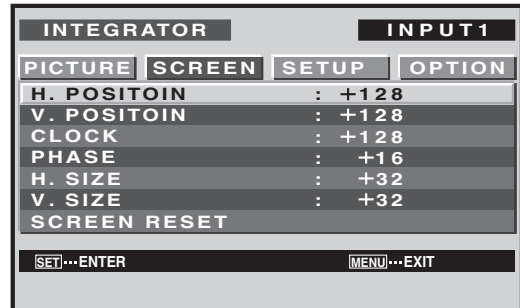 INTEGRATOR INPUT1
PICTURE SCREEN SETUP OPTION
H. POSITOIN : +128
V. POSITOIN : +128
CLOCK : +128
PHASE : +16
H. SIZE : +32
V. SIZE : +32
SCREEN RESET
SET···ENTER MENU···EXIT